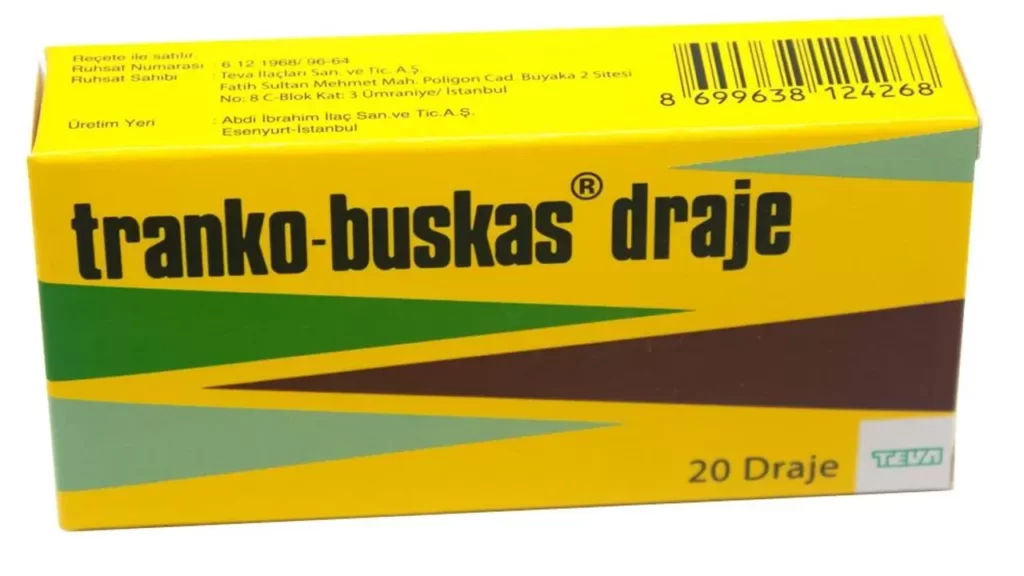 Reçete ile satılır.
Ruhsat Numarası : 6 12 1968/ 96-64
Ruhsat Sahibi : Teva İlaçları San. ve Tic. A.Ş.
Fatih Sultan Mehmet Mah. Poligon Cad. Buyaka 2 Sitesi
No: 8 C-Blok Kat: 3 Ümraniye/ İstanbul
Üretim Yeri : Abdi İbrahim İlaç San.ve Tic.A.Ş.
Esenyurt-İstanbul
8 699638 124268
tranko-buskas® draje
20 Draje
TEVA